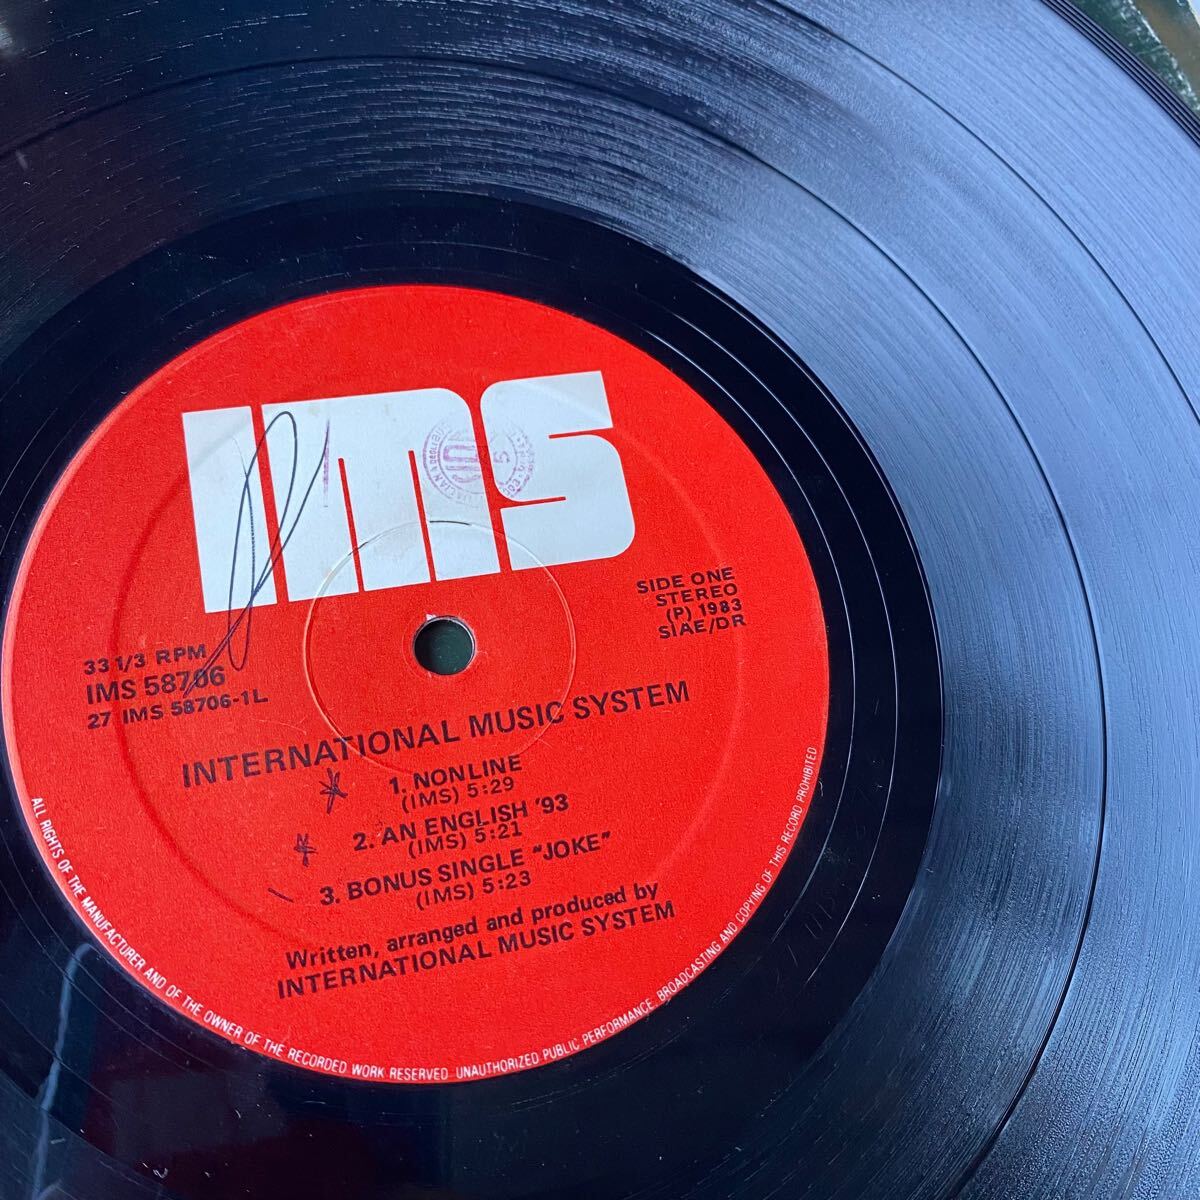 IMS
SIDE ONE
STEREO
(P) 1983
SIAE/DR
33 1/3 RPM
IMS 58706
27 IMS 58706-1L
INTERNATIONAL MUSIC SYSTEM
1. NONLINE
(IMS) 5:29
2. AN ENGLISH '93
(IMS) 5:21
3. BONUS SINGLE "JOKE"
(IMS) 5:23
Written, arranged and produced by
INTERNATIONAL MUSIC SYSTEM
ALL RIGHTS OF THE MANUFACTURER AND OF THE OWNER OF THE RECORDED WORK RESERVED UNAUTHORIZED PUBLIC PERFORMANCE, BROADCASTING AND COPYING OF THIS RECORD PROHIBITED